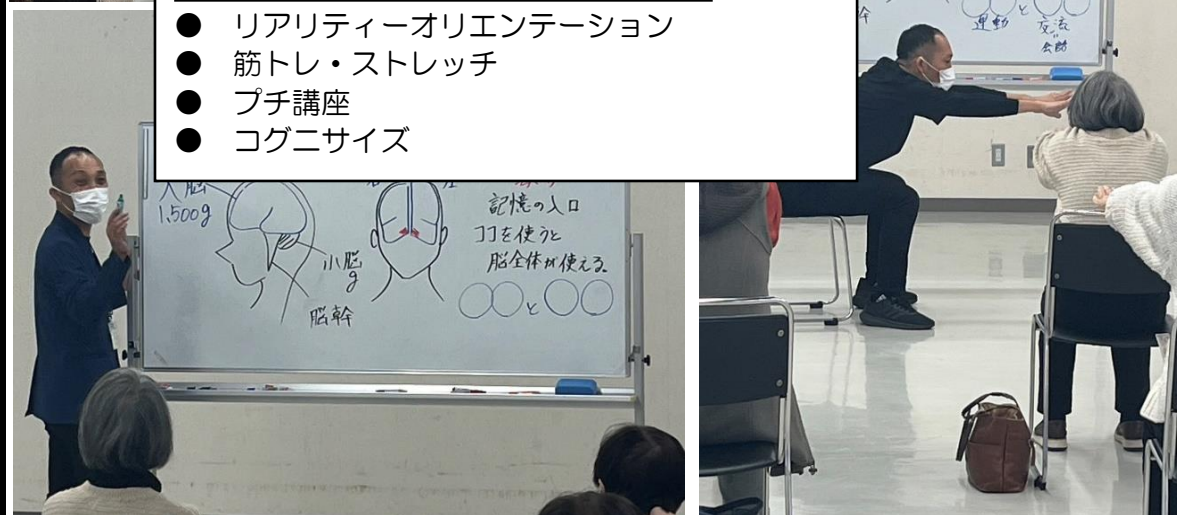 ● リアリティーオリエンテーション
● 筋トレ・ストレッチ
● プチ講座
● コグニサイズ
大脳
1,500g
小脳
g
脳幹
記憶の入口
ココを使うと
脳全体が使える。
と
運動 と 交流
会話